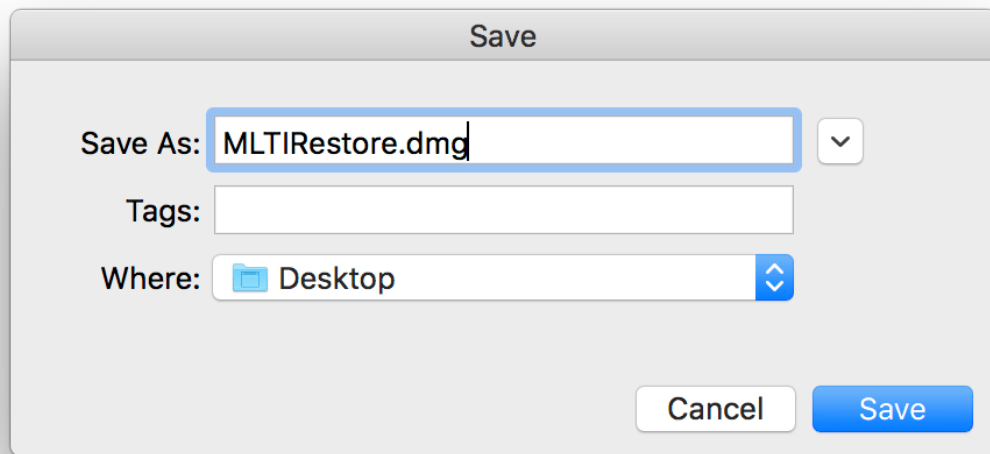 Save
Save As: MLTIRestore.dmg
Tags:
Where: Desktop
Cancel Save